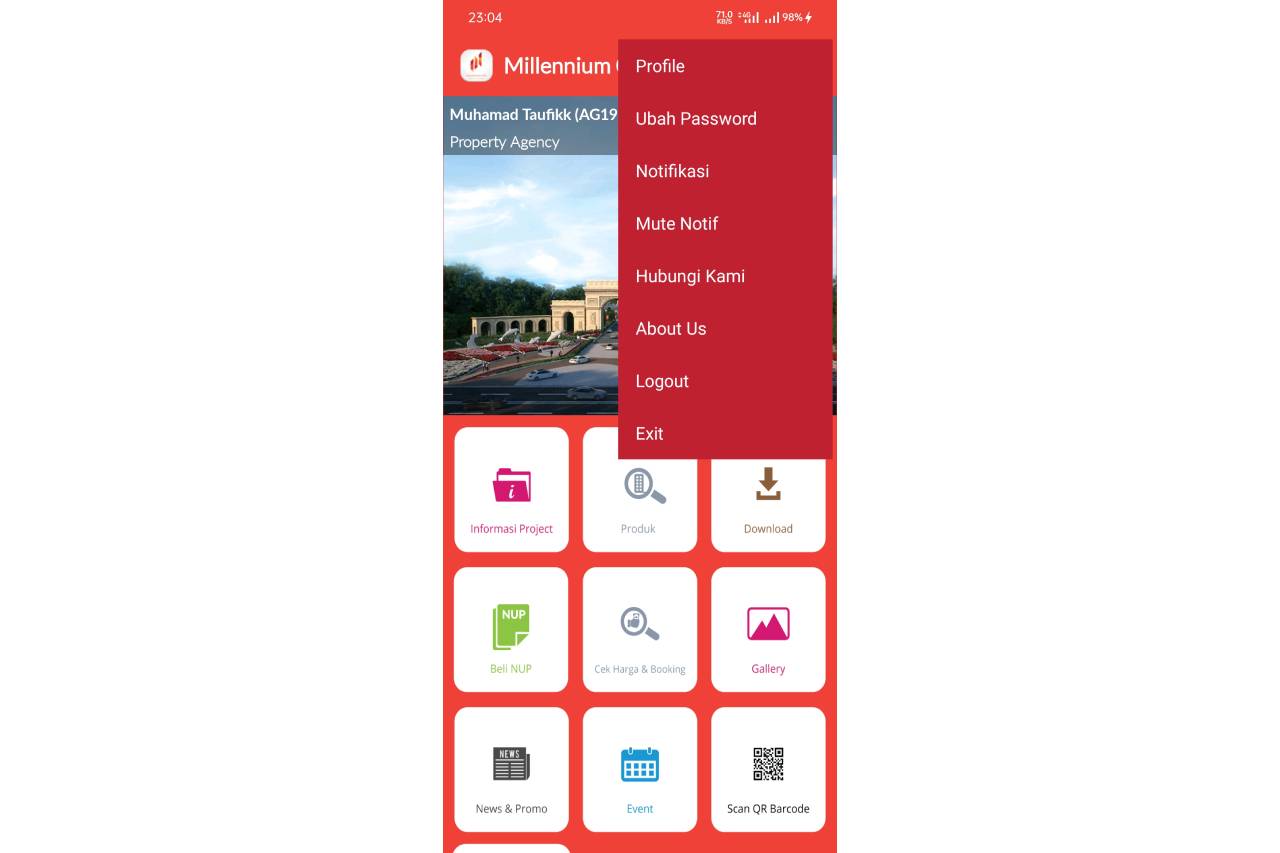 23:04
71.0 KB/S 4G 98%
Millennium
Profile
Muhamad Taufikk (AG19
Property Agency
Ubah Password
Notifikasi
Mute Notif
Hubungi Kami
About Us
Logout
Exit
Informasi Project
Produk
Download
NUP
Beli NUP
Cek Harga & Booking
Gallery
NEWS
News & Promo
Event
Scan QR Barcode